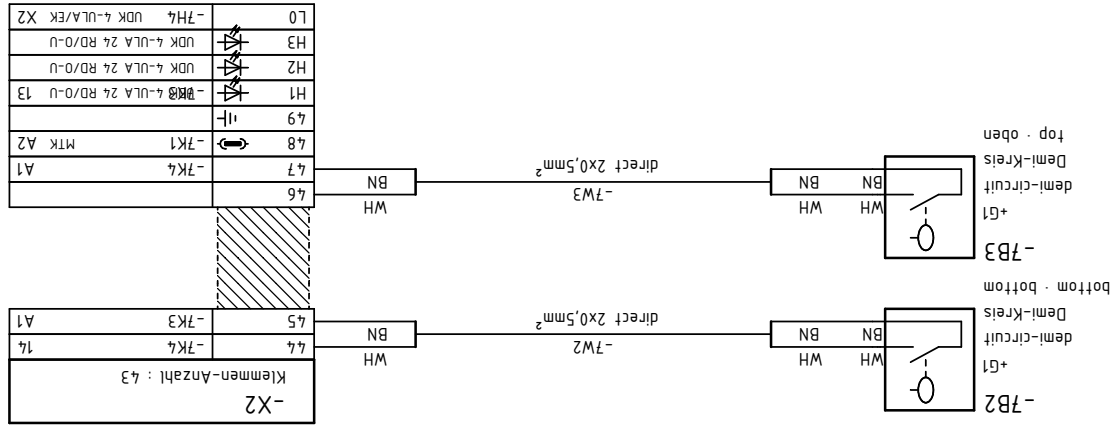 -7B2
+G1
demi-circuit
Demi-Kreis
bottom · bottom
WH WH
BN BN
-7W2
direct 2x0,5mm²
WH
BN
-X2
Klemmen-Anzahl : 43
44 -7K4 14
45 -7K3 A1
-7B3
+G1
demi-circuit
Demi-Kreis
top · oben
WH WH
BN BN
-7W3
direct 2x0,5mm²
WH
BN
46
47 -7K4 A1
48 -7K1 MTK A2
49
H1 UDK 4-ULA 24 RD/O-U 13
H2 UDK 4-ULA 24 RD/O-U
H3 UDK 4-ULA 24 RD/O-U
L0 -7H4 UDK 4-ULA/EK X2